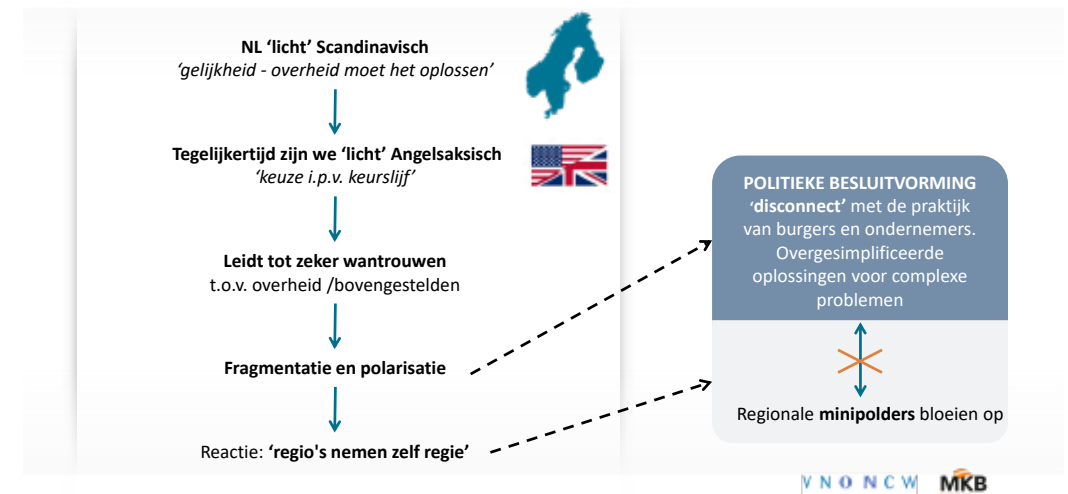 NL ‘licht’ Scandinavisch
‘gelijkheid - overheid moet het oplossen’
Tegelijkertijd zijn we ‘licht’ Angelsaksisch
‘keuze i.p.v. keurslijf’
Leidt tot zeker wantrouwen
t.o.v. overheid /bovengestelden
Fragmentatie en polarisatie
Reactie: ‘regio's nemen zelf regie’
POLITIEKE BESLUITVORMING
‘disconnect’ met de praktijk
van burgers en ondernemers.
Overgesimplificeerde
oplossingen voor complexe
problemen
Regionale minipolders bloeien op
VNO NCW MKB